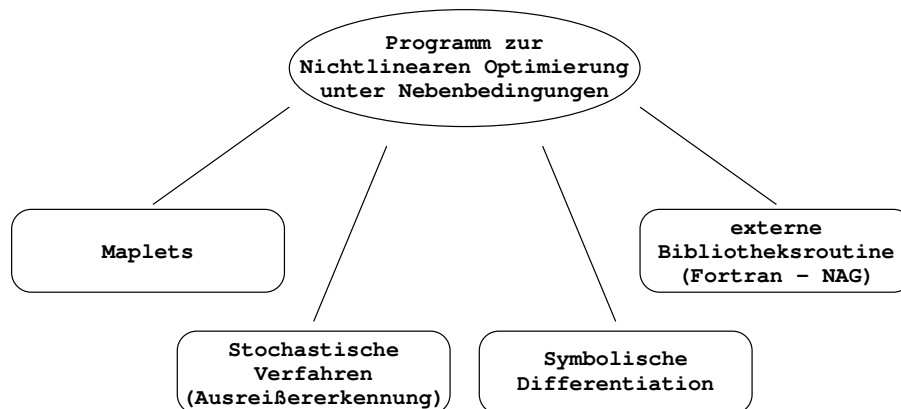 Programm zur
Nichtlinearen Optimierung
unter Nebenbedingungen
Maplets
externe
Bibliotheksroutine
(Fortran – NAG)
Stochastische
Verfahren
(Ausreißererkennung)
Symbolische
Differentiation